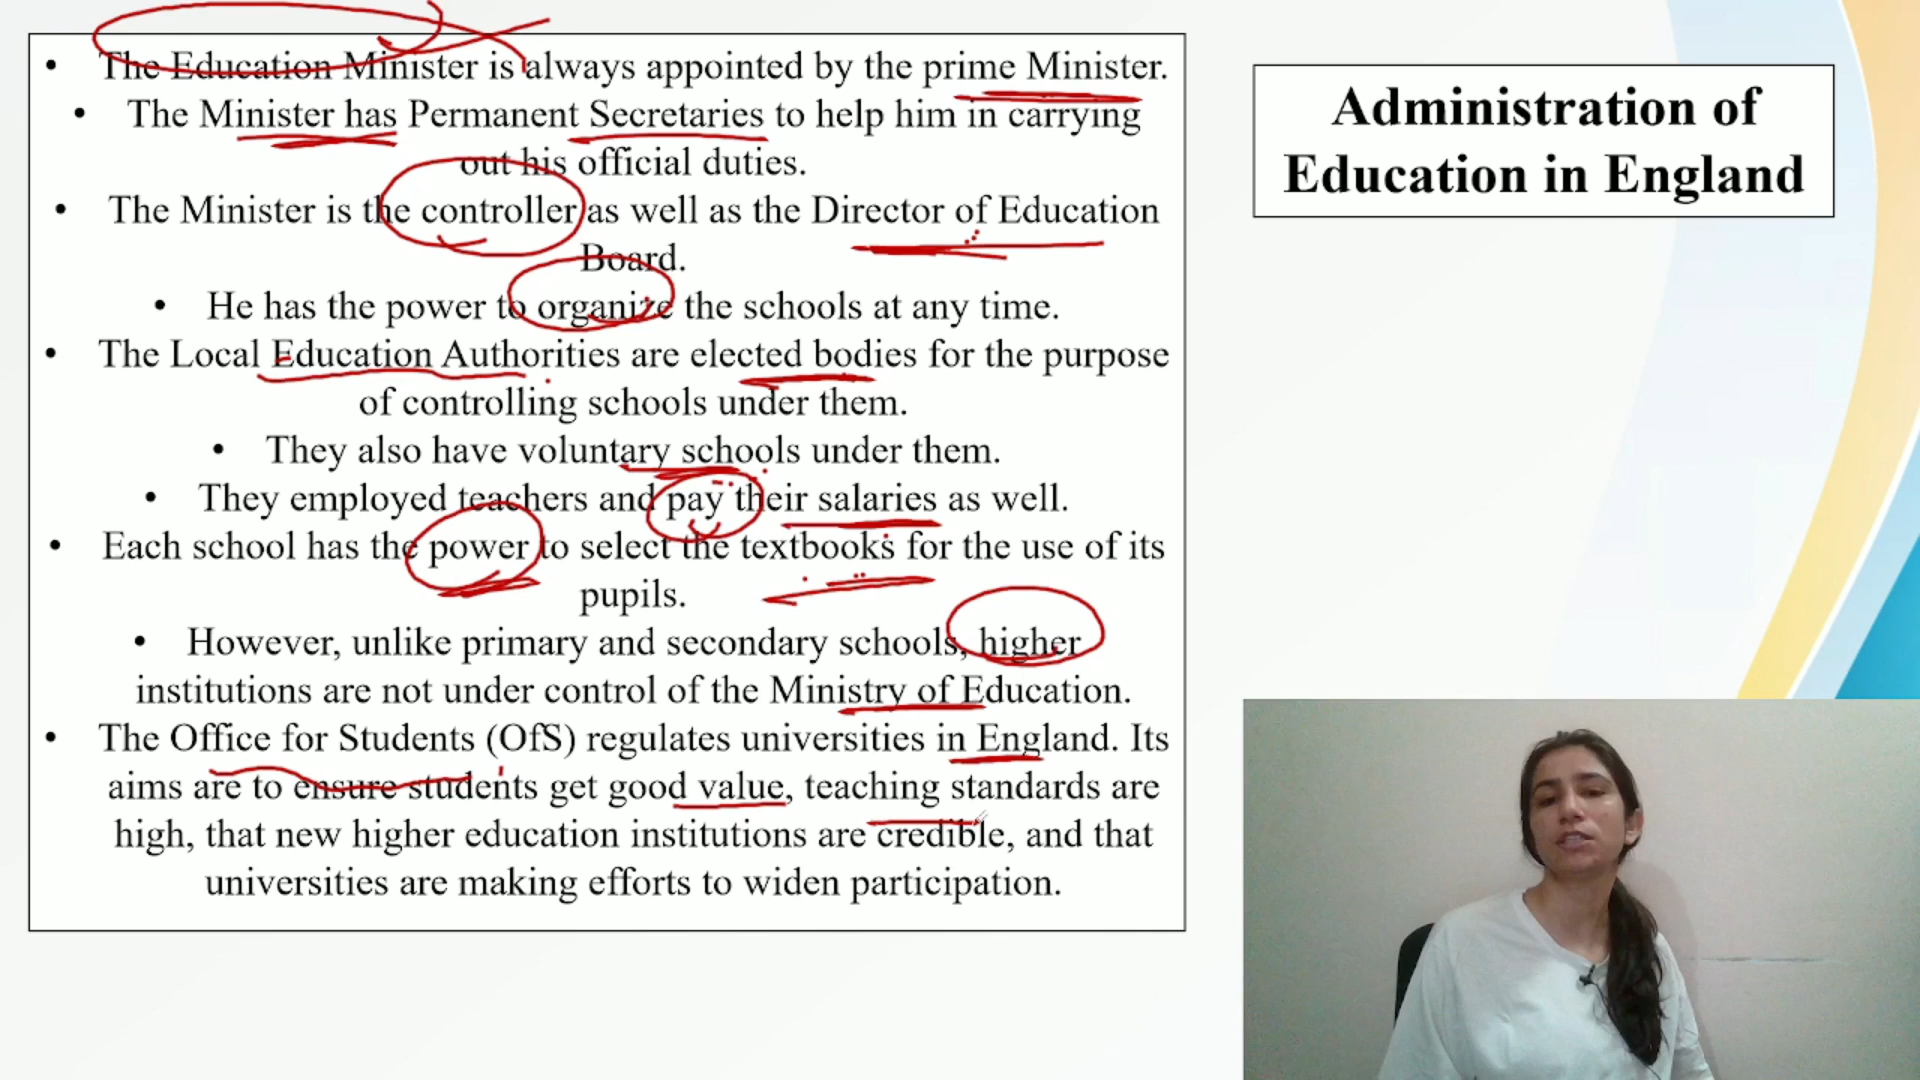 • The Education Minister is always appointed by the prime Minister.
• The Minister has Permanent Secretaries to help him in carrying
out his official duties.
• The Minister is the controller as well as the Director of Education
Board.
• He has the power to organize the schools at any time.
• The Local Education Authorities are elected bodies for the purpose
of controlling schools under them.
• They also have voluntary schools under them.
• They employed teachers and pay their salaries as well.
• Each school has the power to select the textbooks for the use of its
pupils.
• However, unlike primary and secondary schools, higher
institutions are not under control of the Ministry of Education.
• The Office for Students (OfS) regulates universities in England. Its
aims are to ensure students get good value, teaching standards are
high, that new higher education institutions are credible, and that
universities are making efforts to widen participation.
Administration of
Education in England